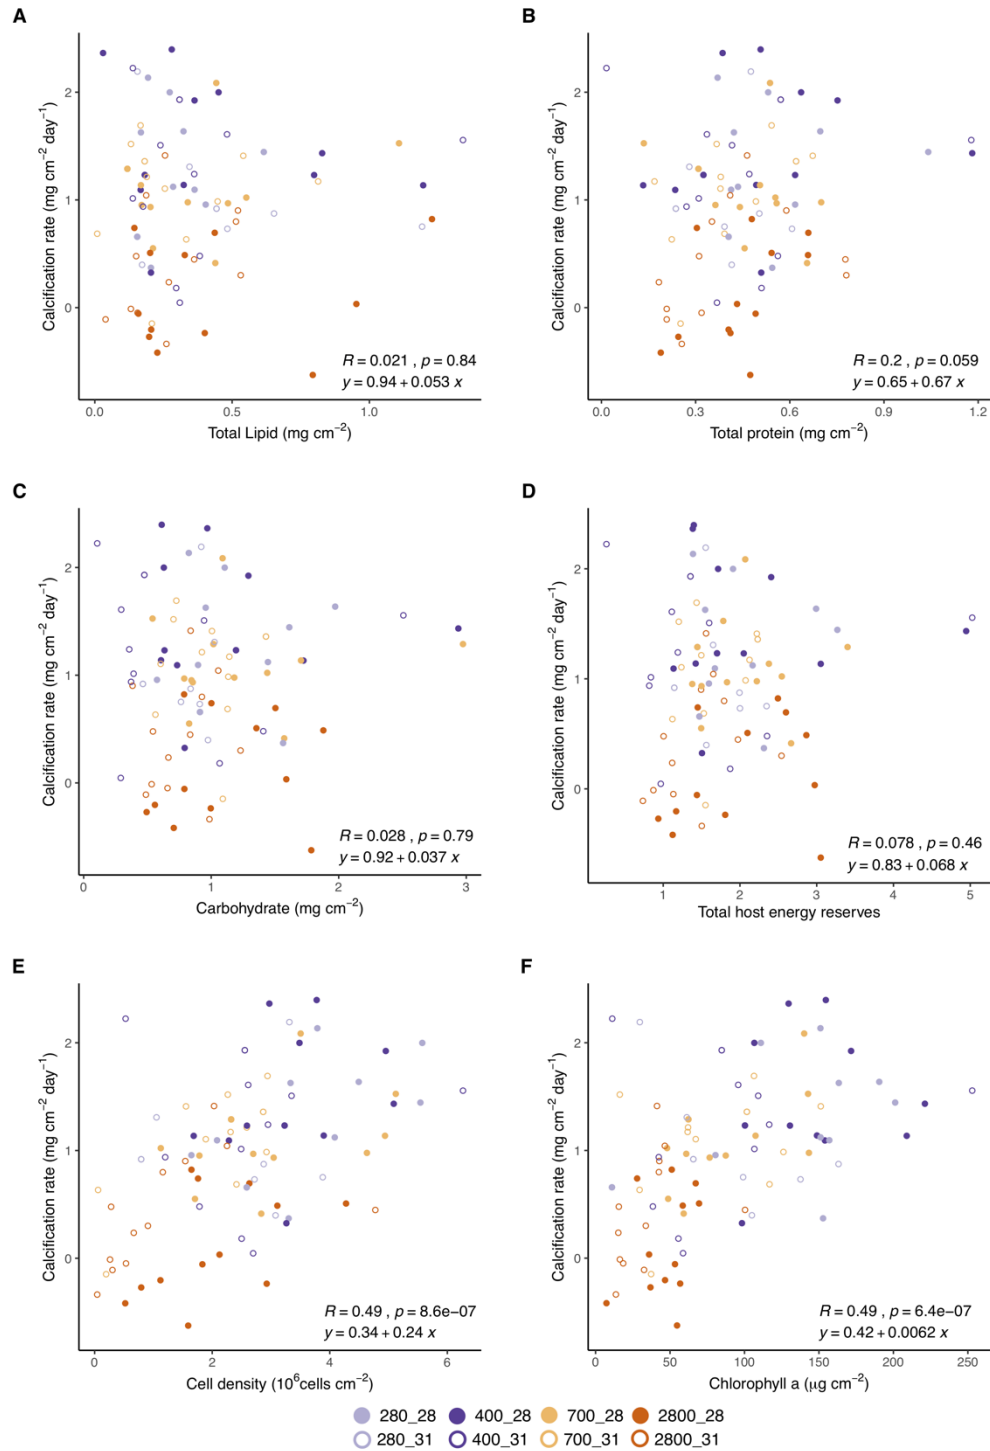 A
B
Calcification rate (mg cm⁻² day⁻¹)
2
1
0
R = 0.021 , p = 0.84
y = 0.94 + 0.053 x
0.0 0.5 1.0
Total Lipid (mg cm⁻²)
Calcification rate (mg cm⁻² day⁻¹)
2
1
0
R = 0.2 , p = 0.059
y = 0.65 + 0.67 x
0.0 0.3 0.6 0.9 1.2
Total protein (mg cm⁻²)
C
D
Calcification rate (mg cm⁻² day⁻¹)
2
1
0
R = 0.028 , p = 0.79
y = 0.92 + 0.037 x
0 1 2 3
Carbohydrate (mg cm⁻²)
Calcification rate (mg cm⁻² day⁻¹)
2
1
0
R = 0.078 , p = 0.46
y = 0.83 + 0.068 x
1 2 3 4 5
Total host energy reserves
E
F
Calcification rate (mg cm⁻² day⁻¹)
2
1
0
R = 0.49 , p = 8.6e−07
y = 0.34 + 0.24 x
0 2 4 6
Cell density (10⁶cells cm⁻²)
Calcification rate (mg cm⁻² day⁻¹)
2
1
0
R = 0.49 , p = 6.4e−07
y = 0.42 + 0.0062 x
0 50 100 150 200 250
Chlorophyll a (μg cm⁻²)
280_28 400_28 700_28 2800_28
280_31 400_31 700_31 2800_31